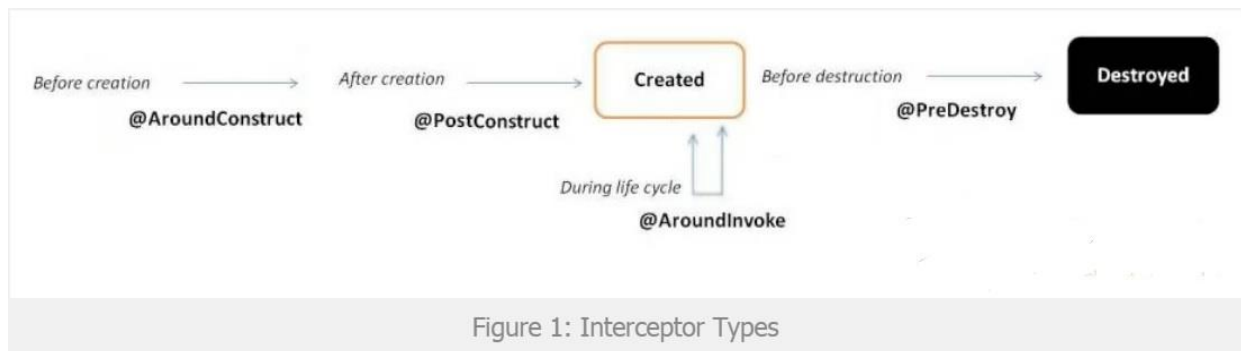 Before creation
@AroundConstruct
After creation
@PostConstruct
Created
Before destruction
@PreDestroy
Destroyed
During life cycle
@AroundInvoke
Figure 1: Interceptor Types